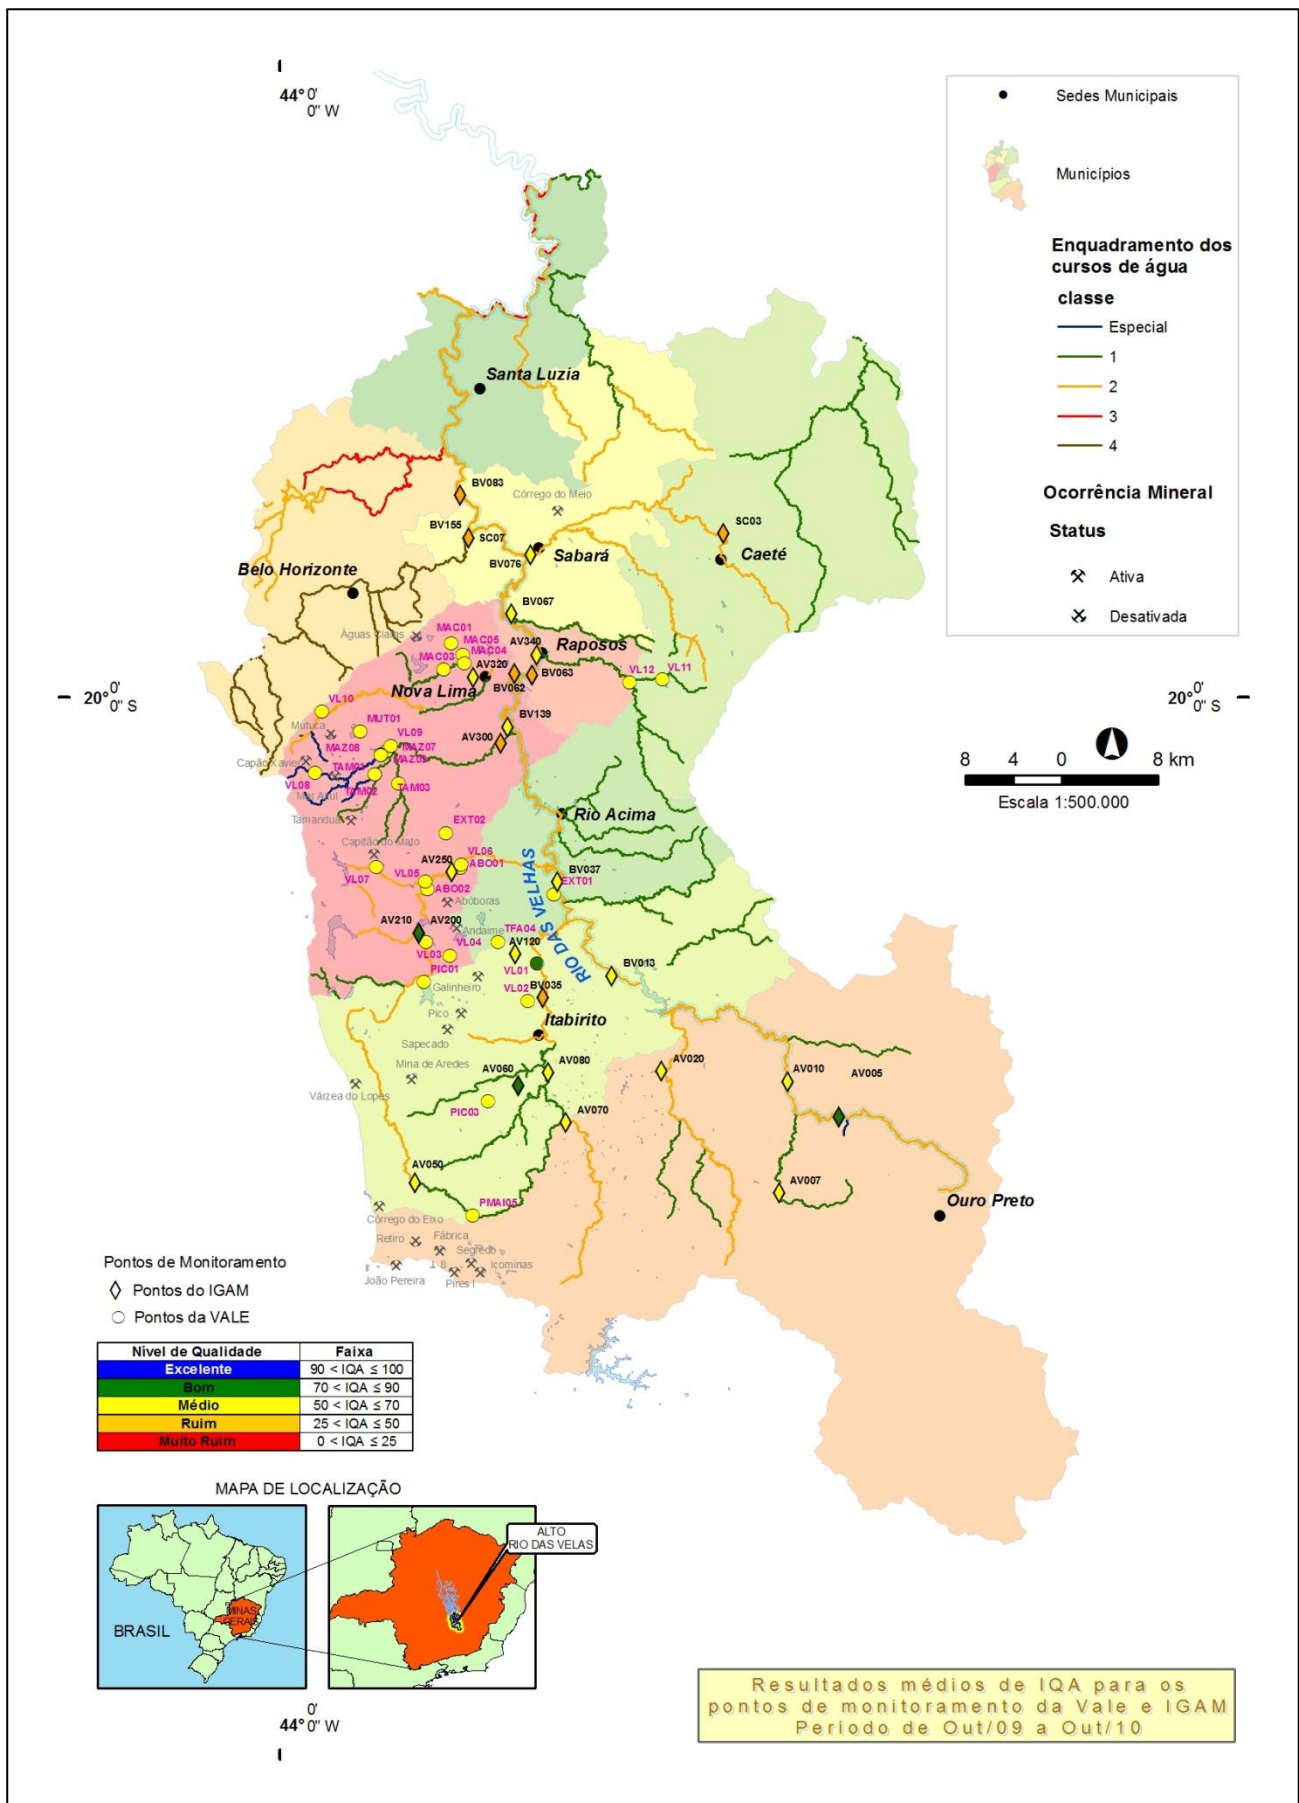 44° 0' 0" W
Sedes Municipais
Municípios
Enquadramento dos
cursos de água
classe
Especial
1
2
3
4
Ocorrência Mineral
Status
Ativa
Desativada
Santa Luzia
BV083
Córrego do Meio
BV155
SC07
SC03
Sabará
Caeté
BV076
Belo Horizonte
BV067
MAC01
Águas Claras
MAC05
AV340
MAC04
Raposos
MAC03
AV320
BV063
VL12
VL11
Nova Lima
BV062
20° 0' 0" S
20° 0' 0" S
VL10
MUT01
BV139
Mutuca
VL09
AV300
MAZ08
MAZ07
Capão Xavier
TAM01
VL08
TAM02
TAM03
Mar Azul
Tamanduá
8 4 0 4 8 km
Escala 1:500.000
Rio Acima
EXT02
Capitão do Mato
VL06
AV250
ABO01
BV037
VL07
VL05
EXT01
ABO02
Abóboras
RIO DAS VELHAS
AV210
AV200
Andaime
TFA04
VL04
AV120
VL03
VL01
PIC01
BV013
Galinheiro
VL02
BV035
Pico
Itabirito
Sapecado
Mina de Aredes
AV060
AV080
AV020
AV010
AV005
Várzea do Lopes
PIC03
AV070
AV050
AV007
PMAI05
Ouro Preto
Córrego do Eixo
Retiro
Fábrica
Segredo
João Pereira
Pires I
Icominas
Pontos de Monitoramento
Pontos do IGAM
Pontos da VALE
Nível de Qualidade Faixa
Excelente 90 < IQA ≤ 100
Bom 70 < IQA ≤ 90
Médio 50 < IQA ≤ 70
Ruim 25 < IQA ≤ 50
Muito Ruim 0 < IQA ≤ 25
MAPA DE LOCALIZAÇÃO
BRASIL
MINAS
GERAIS
ALTO
RIO DAS VELAS
Resultados médios de IQA para os
pontos de monitoramento da Vale e IGAM
Período de Out/09 a Out/10
44° 0' 0" W